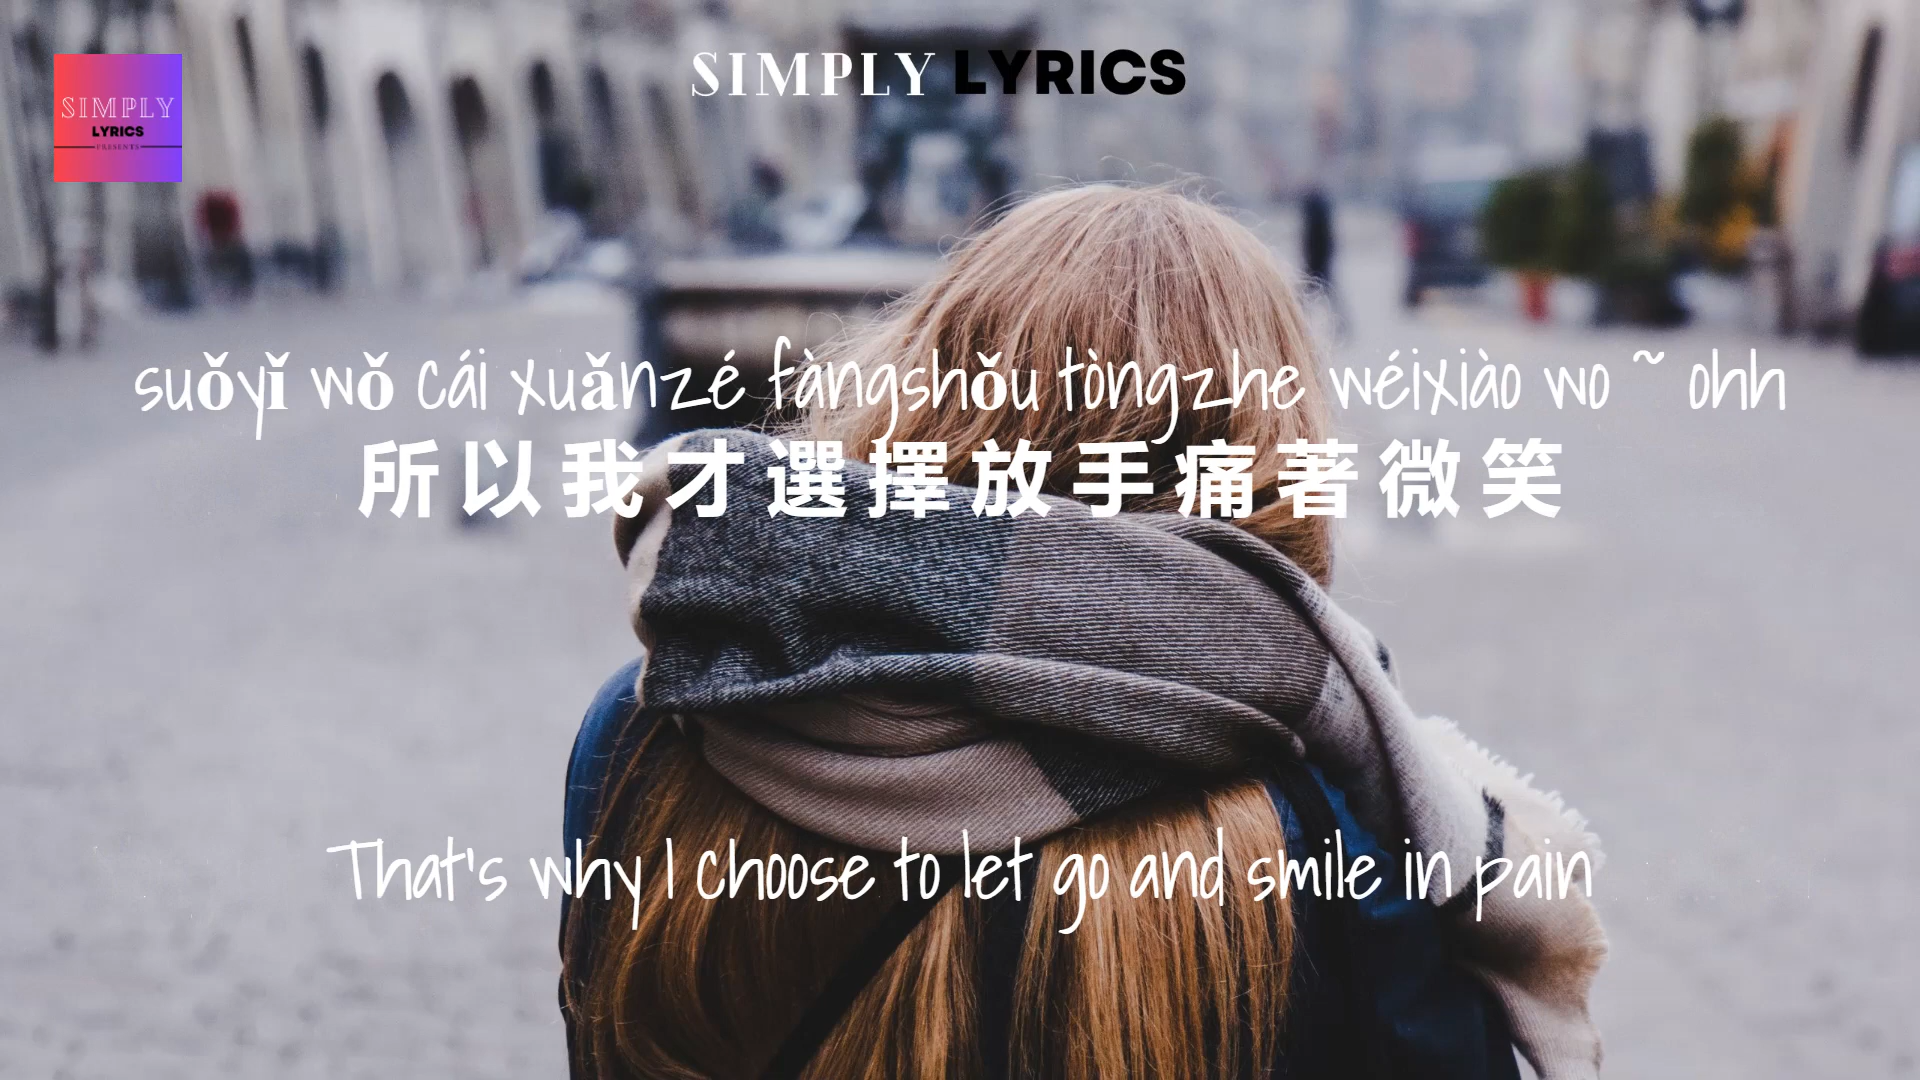 SIMPLY LYRICS
SIMPLY
LYRICS
PRESENTS
suǒyǐ wǒ cái xuǎnzé fàngshǒu tòngzhe wéixiào wo ~ ohh
所以我才選擇放手痛著微笑
That's why I choose to let go and smile in pain